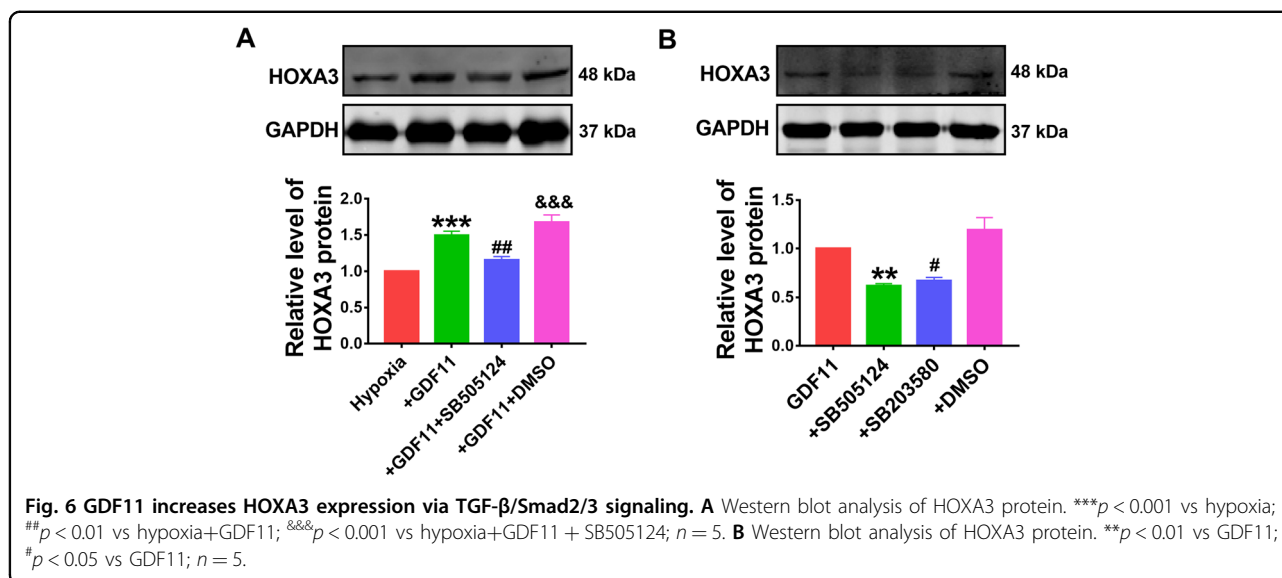 A
HOXA3
48 kDa
GAPDH
37 kDa
Relative level of
HOXA3 protein
2.0
1.5
1.0
0.5
0.0
***
##
&&&
Hypoxia
+GDF11
+GDF11+SB505124
+GDF11+DMSO
B
HOXA3
48 kDa
GAPDH
37 kDa
Relative level of
HOXA3 protein
1.5
1.0
0.5
0.0
**
#
GDF11
+SB505124
+SB203580
+DMSO
Fig. 6 GDF11 increases HOXA3 expression via TGF-β/Smad2/3 signaling. A Western blot analysis of HOXA3 protein. ***p < 0.001 vs hypoxia;
##p < 0.01 vs hypoxia+GDF11; &&&p < 0.001 vs hypoxia+GDF11 + SB505124; n = 5. B Western blot analysis of HOXA3 protein. **p < 0.01 vs GDF11;
#p < 0.05 vs GDF11; n = 5.